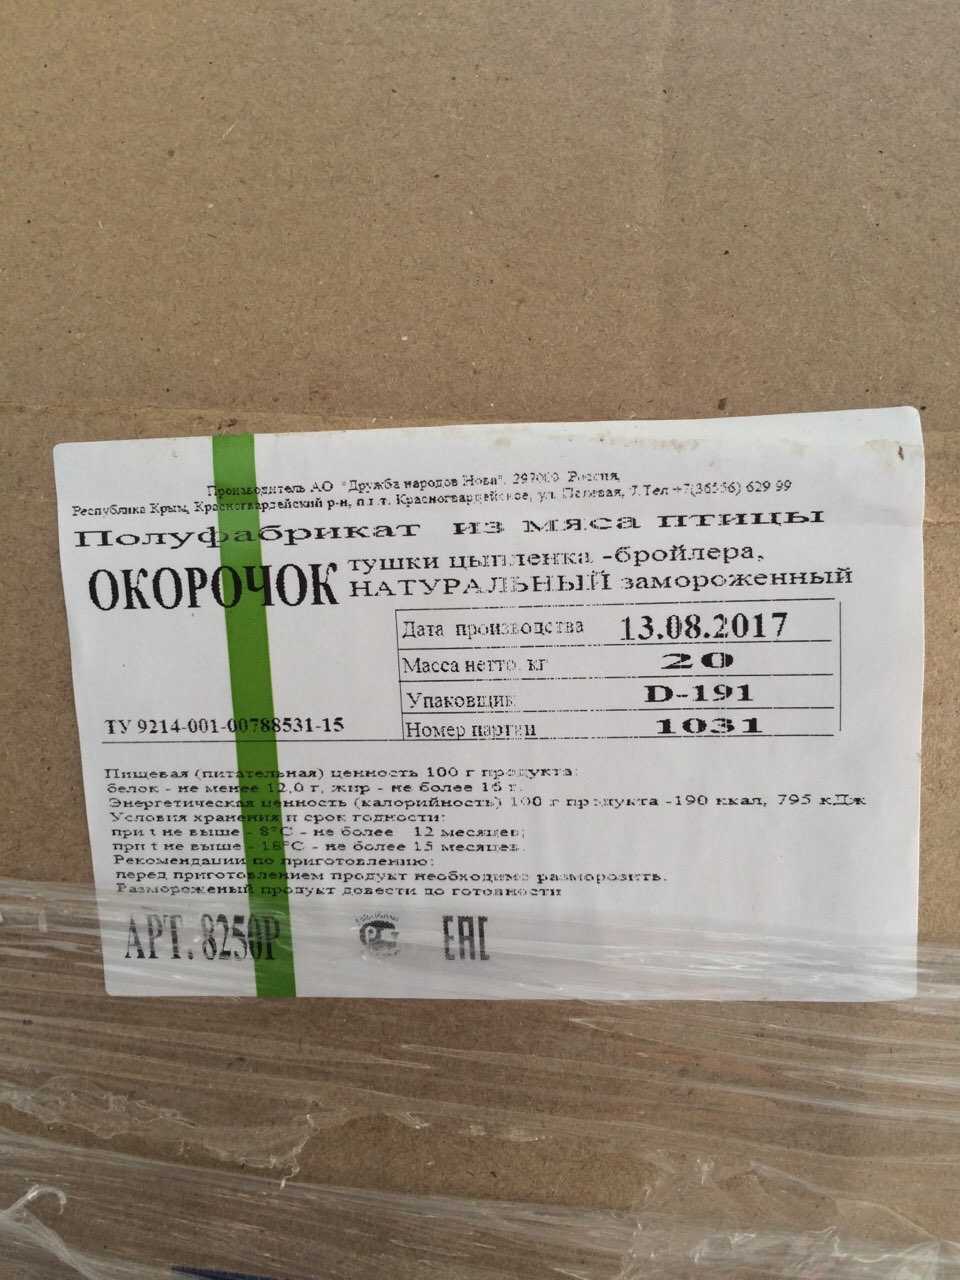 Производитель АО "Дружба народов Нова", 297000 Россия,
Республика Крым, Красногвардейский р-н, п.г.т. Красногвардейское, ул. Полевая, 7. Тел +7(36556) 629 99
Полуфабрикат из мяса птицы
ОКОРОЧОК
тушки цыпленка -бройлера,
НАТУРАЛЬНЫЙ замороженный
Дата производства 13.08.2017
Масса нетто, кг 20
Упаковщик D-191
ТУ 9214-001-00788531-15
Номер партии 1031
Пищевая (питательная) ценность 100 г продукта:
белок - не менее 12,0 г, жир - не более 16 г.
Энергетическая ценность (калорийность) 100 г продукта -190 ккал, 795 кДж
Условия хранения и срок годности:
при t не выше - 8°С - не более 12 месяцев;
при t не выше - 18°С - не более 15 месяцев.
Рекомендации по приготовлению:
перед приготовлением продукт необходимо разморозить.
Разморо­женый продукт довести до готовности
АРТ. 8250Р
ЕАС